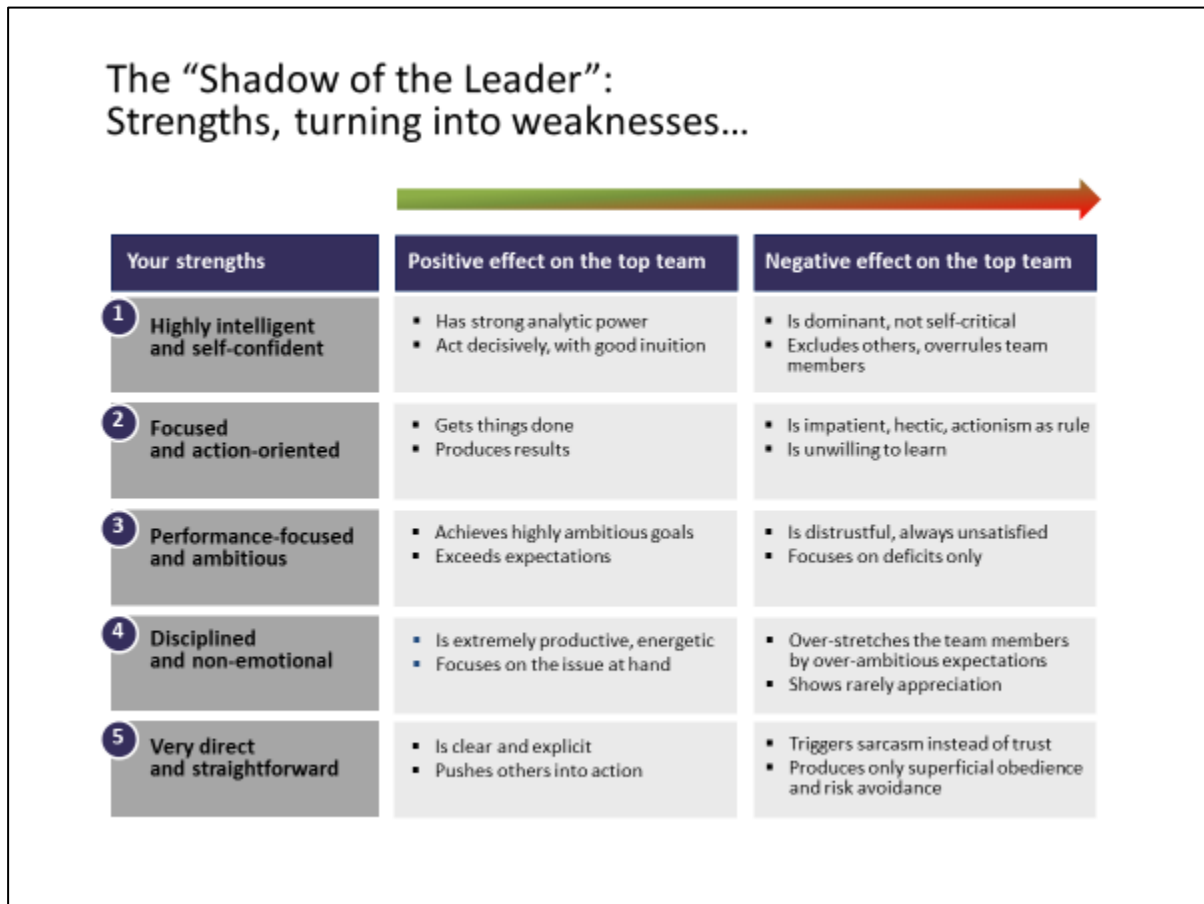 The “Shadow of the Leader”:
Strengths, turning into weaknesses…
Your strengths
Positive effect on the top team
Negative effect on the top team
1
Highly intelligent
and self-confident
▪ Has strong analytic power
▪ Act decisively, with good inuition
▪ Is dominant, not self-critical
▪ Excludes others, overrules team
members
2
Focused
and action-oriented
▪ Gets things done
▪ Produces results
▪ Is impatient, hectic, actionism as rule
▪ Is unwilling to learn
3
Performance-focused
and ambitious
▪ Achieves highly ambitious goals
▪ Exceeds expectations
▪ Is distrustful, always unsatisfied
▪ Focuses on deficits only
4
Disciplined
and non-emotional
▪ Is extremely productive, energetic
▪ Focuses on the issue at hand
▪ Over-stretches the team members
by over-ambitious expectations
▪ Shows rarely appreciation
5
Very direct
and straightforward
▪ Is clear and explicit
▪ Pushes others into action
▪ Triggers sarcasm instead of trust
▪ Produces only superficial obedience
and risk avoidance